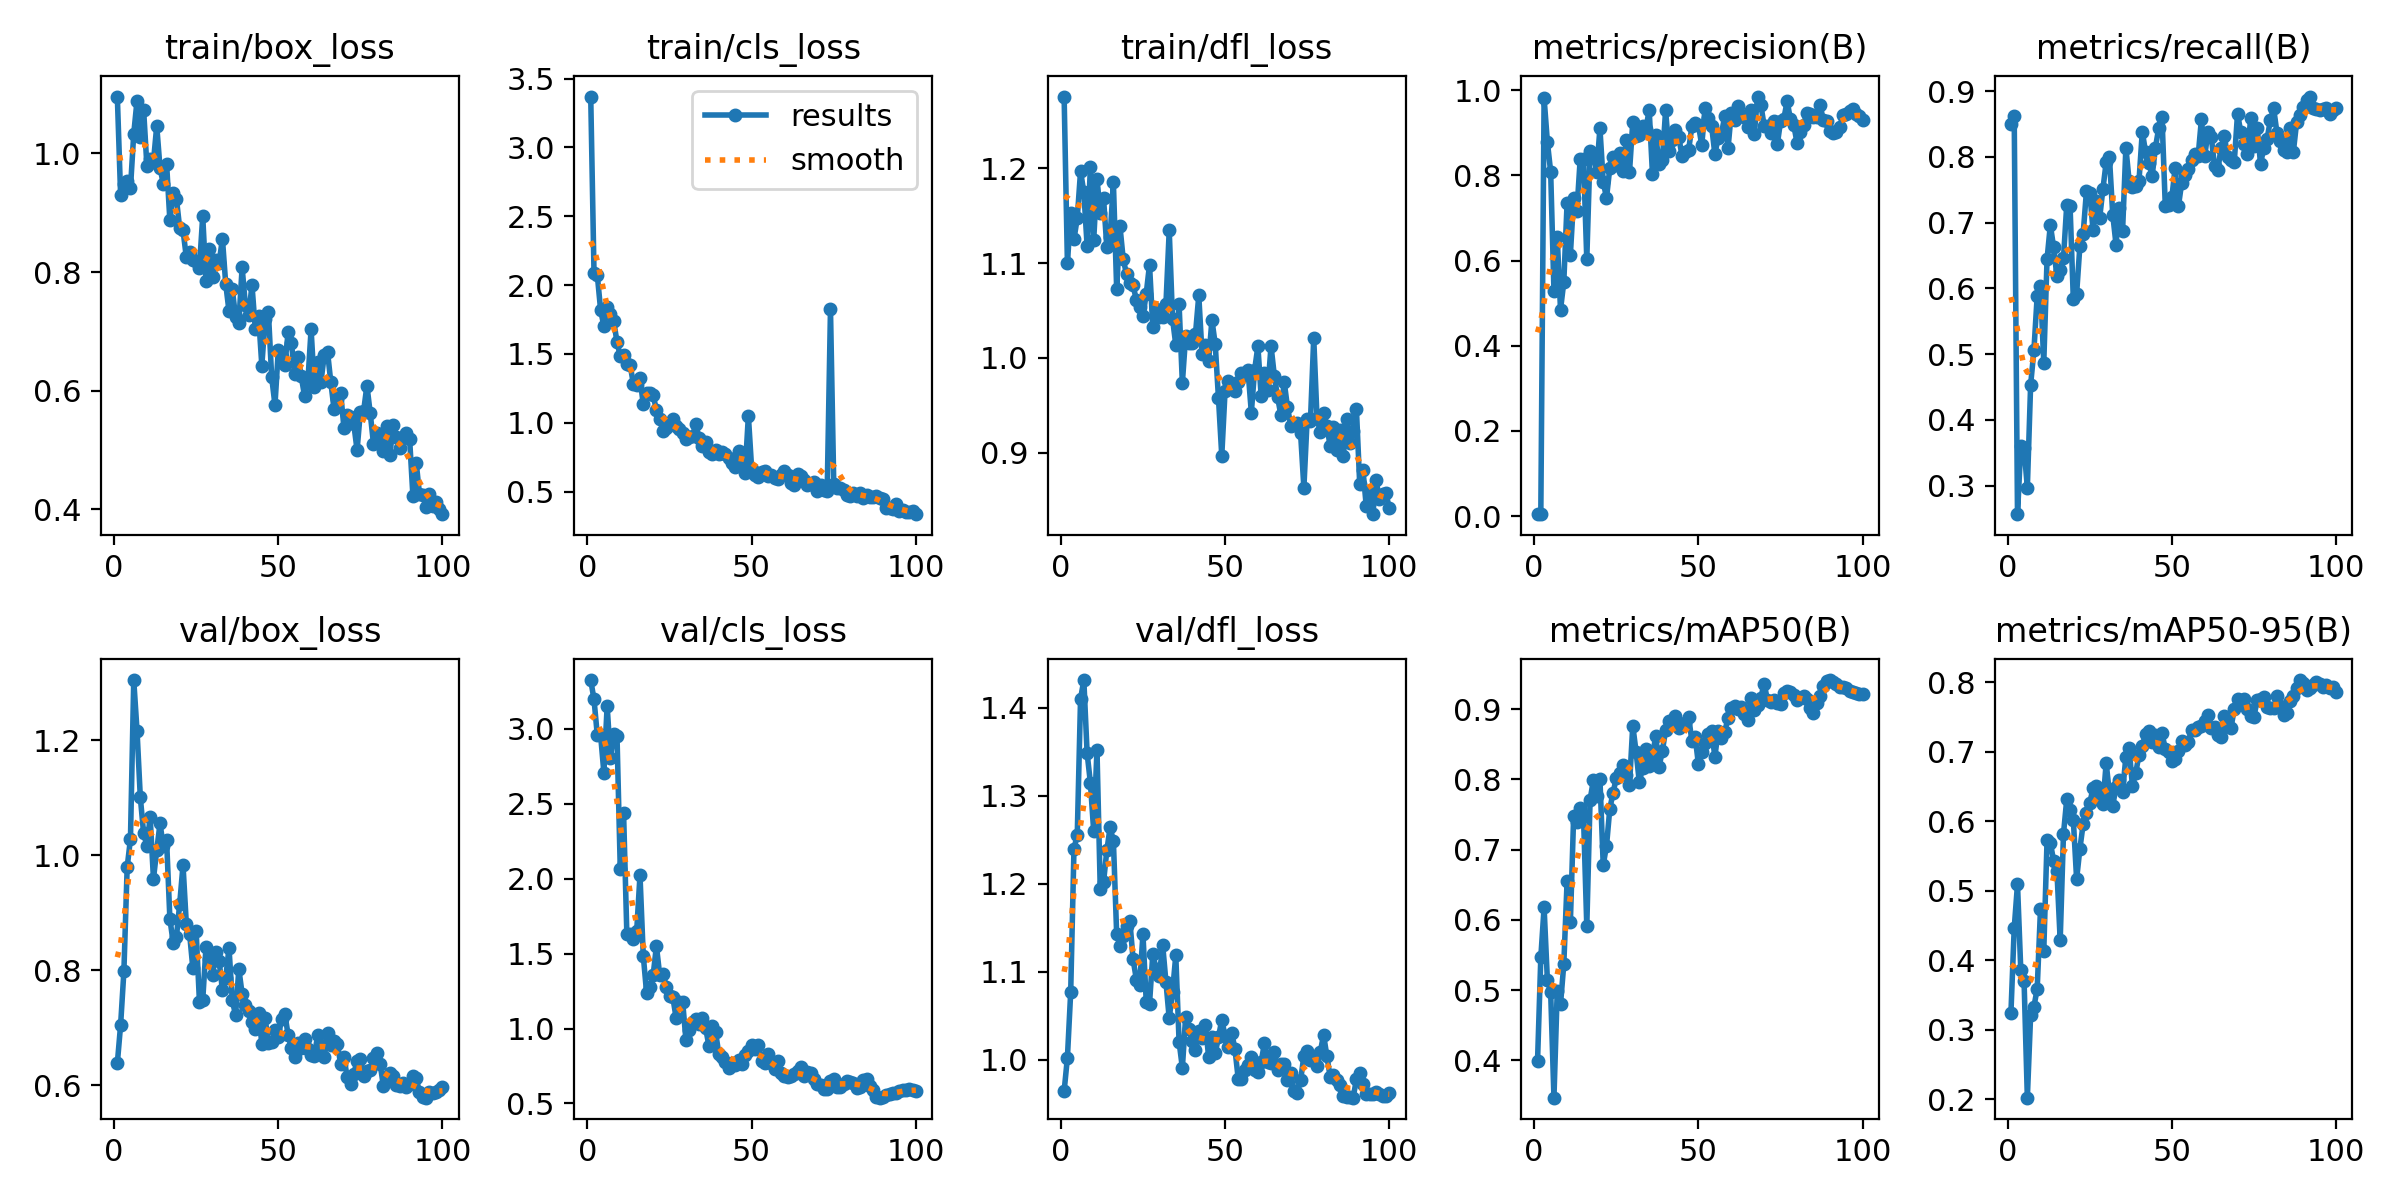 train/box_loss
1.0
0.8
0.6
0.4
0 50 100
train/cls_loss
results
smooth
3.5
3.0
2.5
2.0
1.5
1.0
0.5
0 50 100
train/dfl_loss
1.2
1.1
1.0
0.9
0 50 100
metrics/precision(B)
1.0
0.8
0.6
0.4
0.2
0.0
0 50 100
metrics/recall(B)
0.9
0.8
0.7
0.6
0.5
0.4
0.3
0 50 100
val/box_loss
1.2
1.0
0.8
0.6
0 50 100
val/cls_loss
3.0
2.5
2.0
1.5
1.0
0.5
0 50 100
val/dfl_loss
1.4
1.3
1.2
1.1
1.0
0 50 100
metrics/mAP50(B)
0.9
0.8
0.7
0.6
0.5
0.4
0 50 100
metrics/mAP50-95(B)
0.8
0.7
0.6
0.5
0.4
0.3
0.2
0 50 100